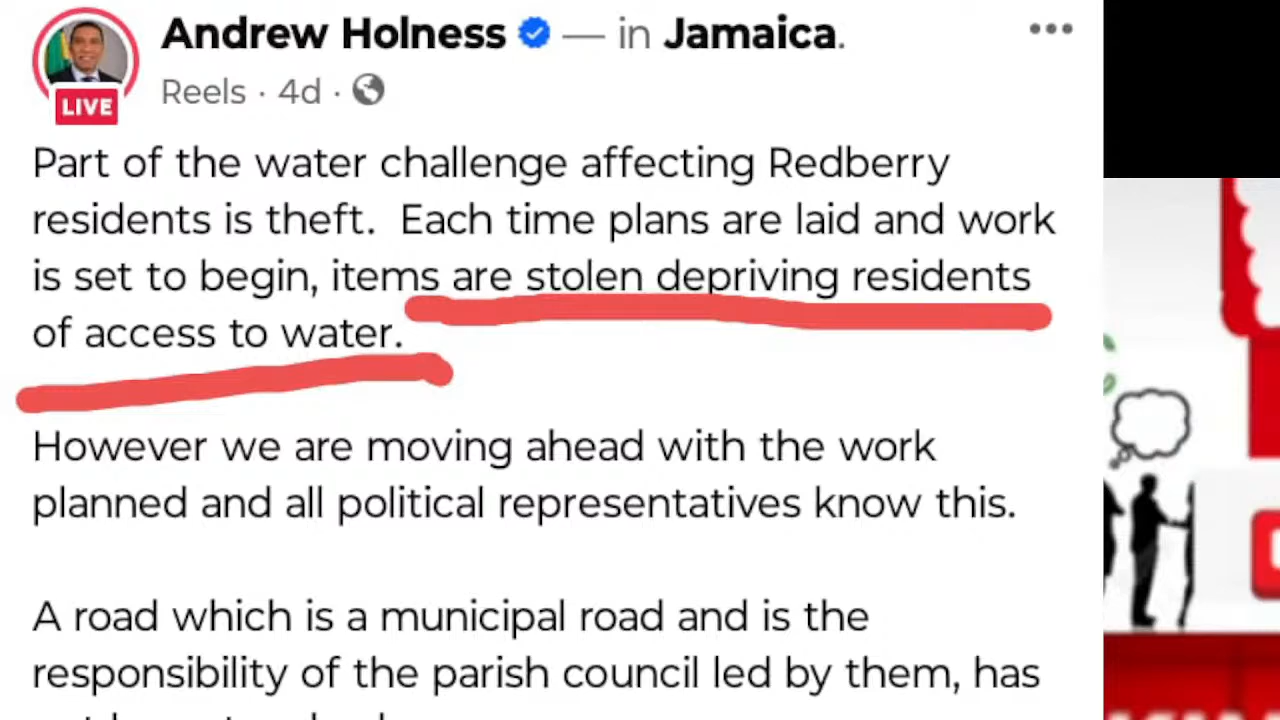 Andrew Holness — in Jamaica.
LIVE
Reels · 4d ·
Part of the water challenge affecting Redberry
residents is theft. Each time plans are laid and work
is set to begin, items are stolen depriving residents
of access to water.
However we are moving ahead with the work
planned and all political representatives know this.
A road which is a municipal road and is the
responsibility of the parish council led by them, has